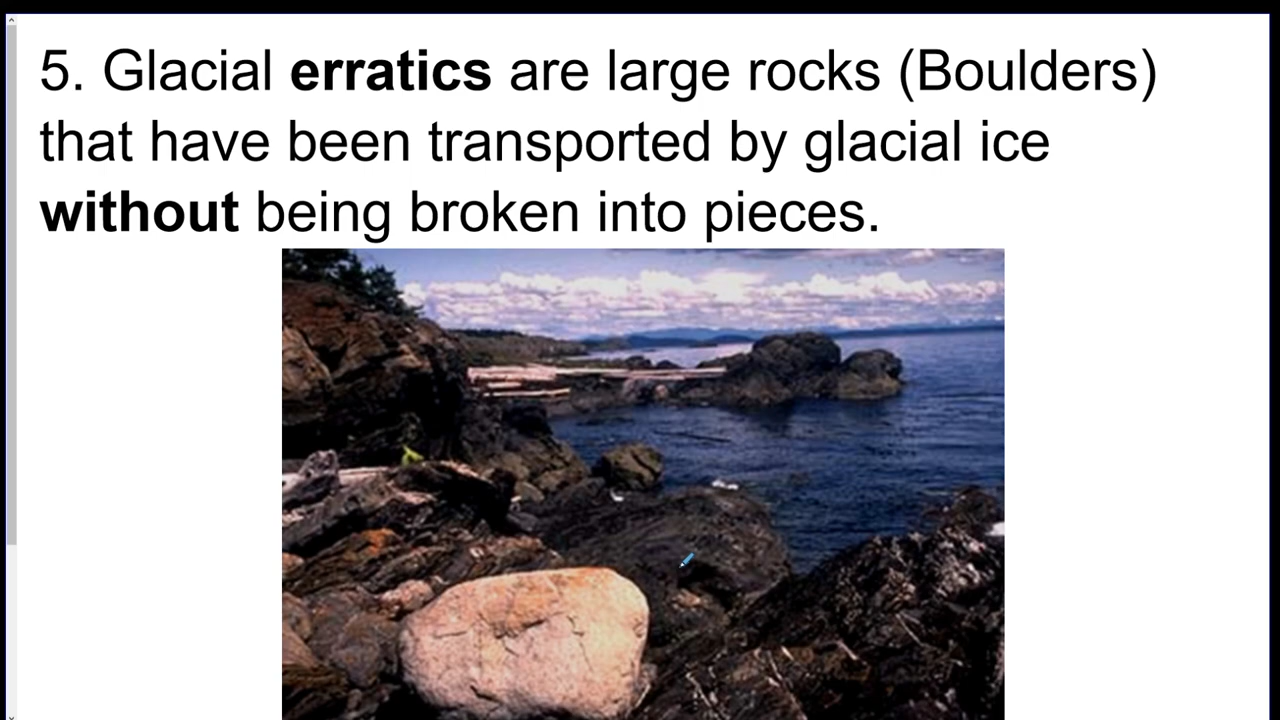 5. Glacial erratics are large rocks (Boulders)
that have been transported by glacial ice
without being broken into pieces.